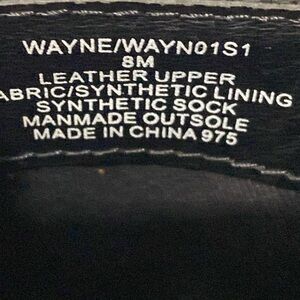 WAYNE/WAYN01S1
8M
LEATHER UPPER
ABRIC/SYNTHETIC LINING
SYNTHETIC SOCK
MANMADE OUTSOLE
MADE IN CHINA 975